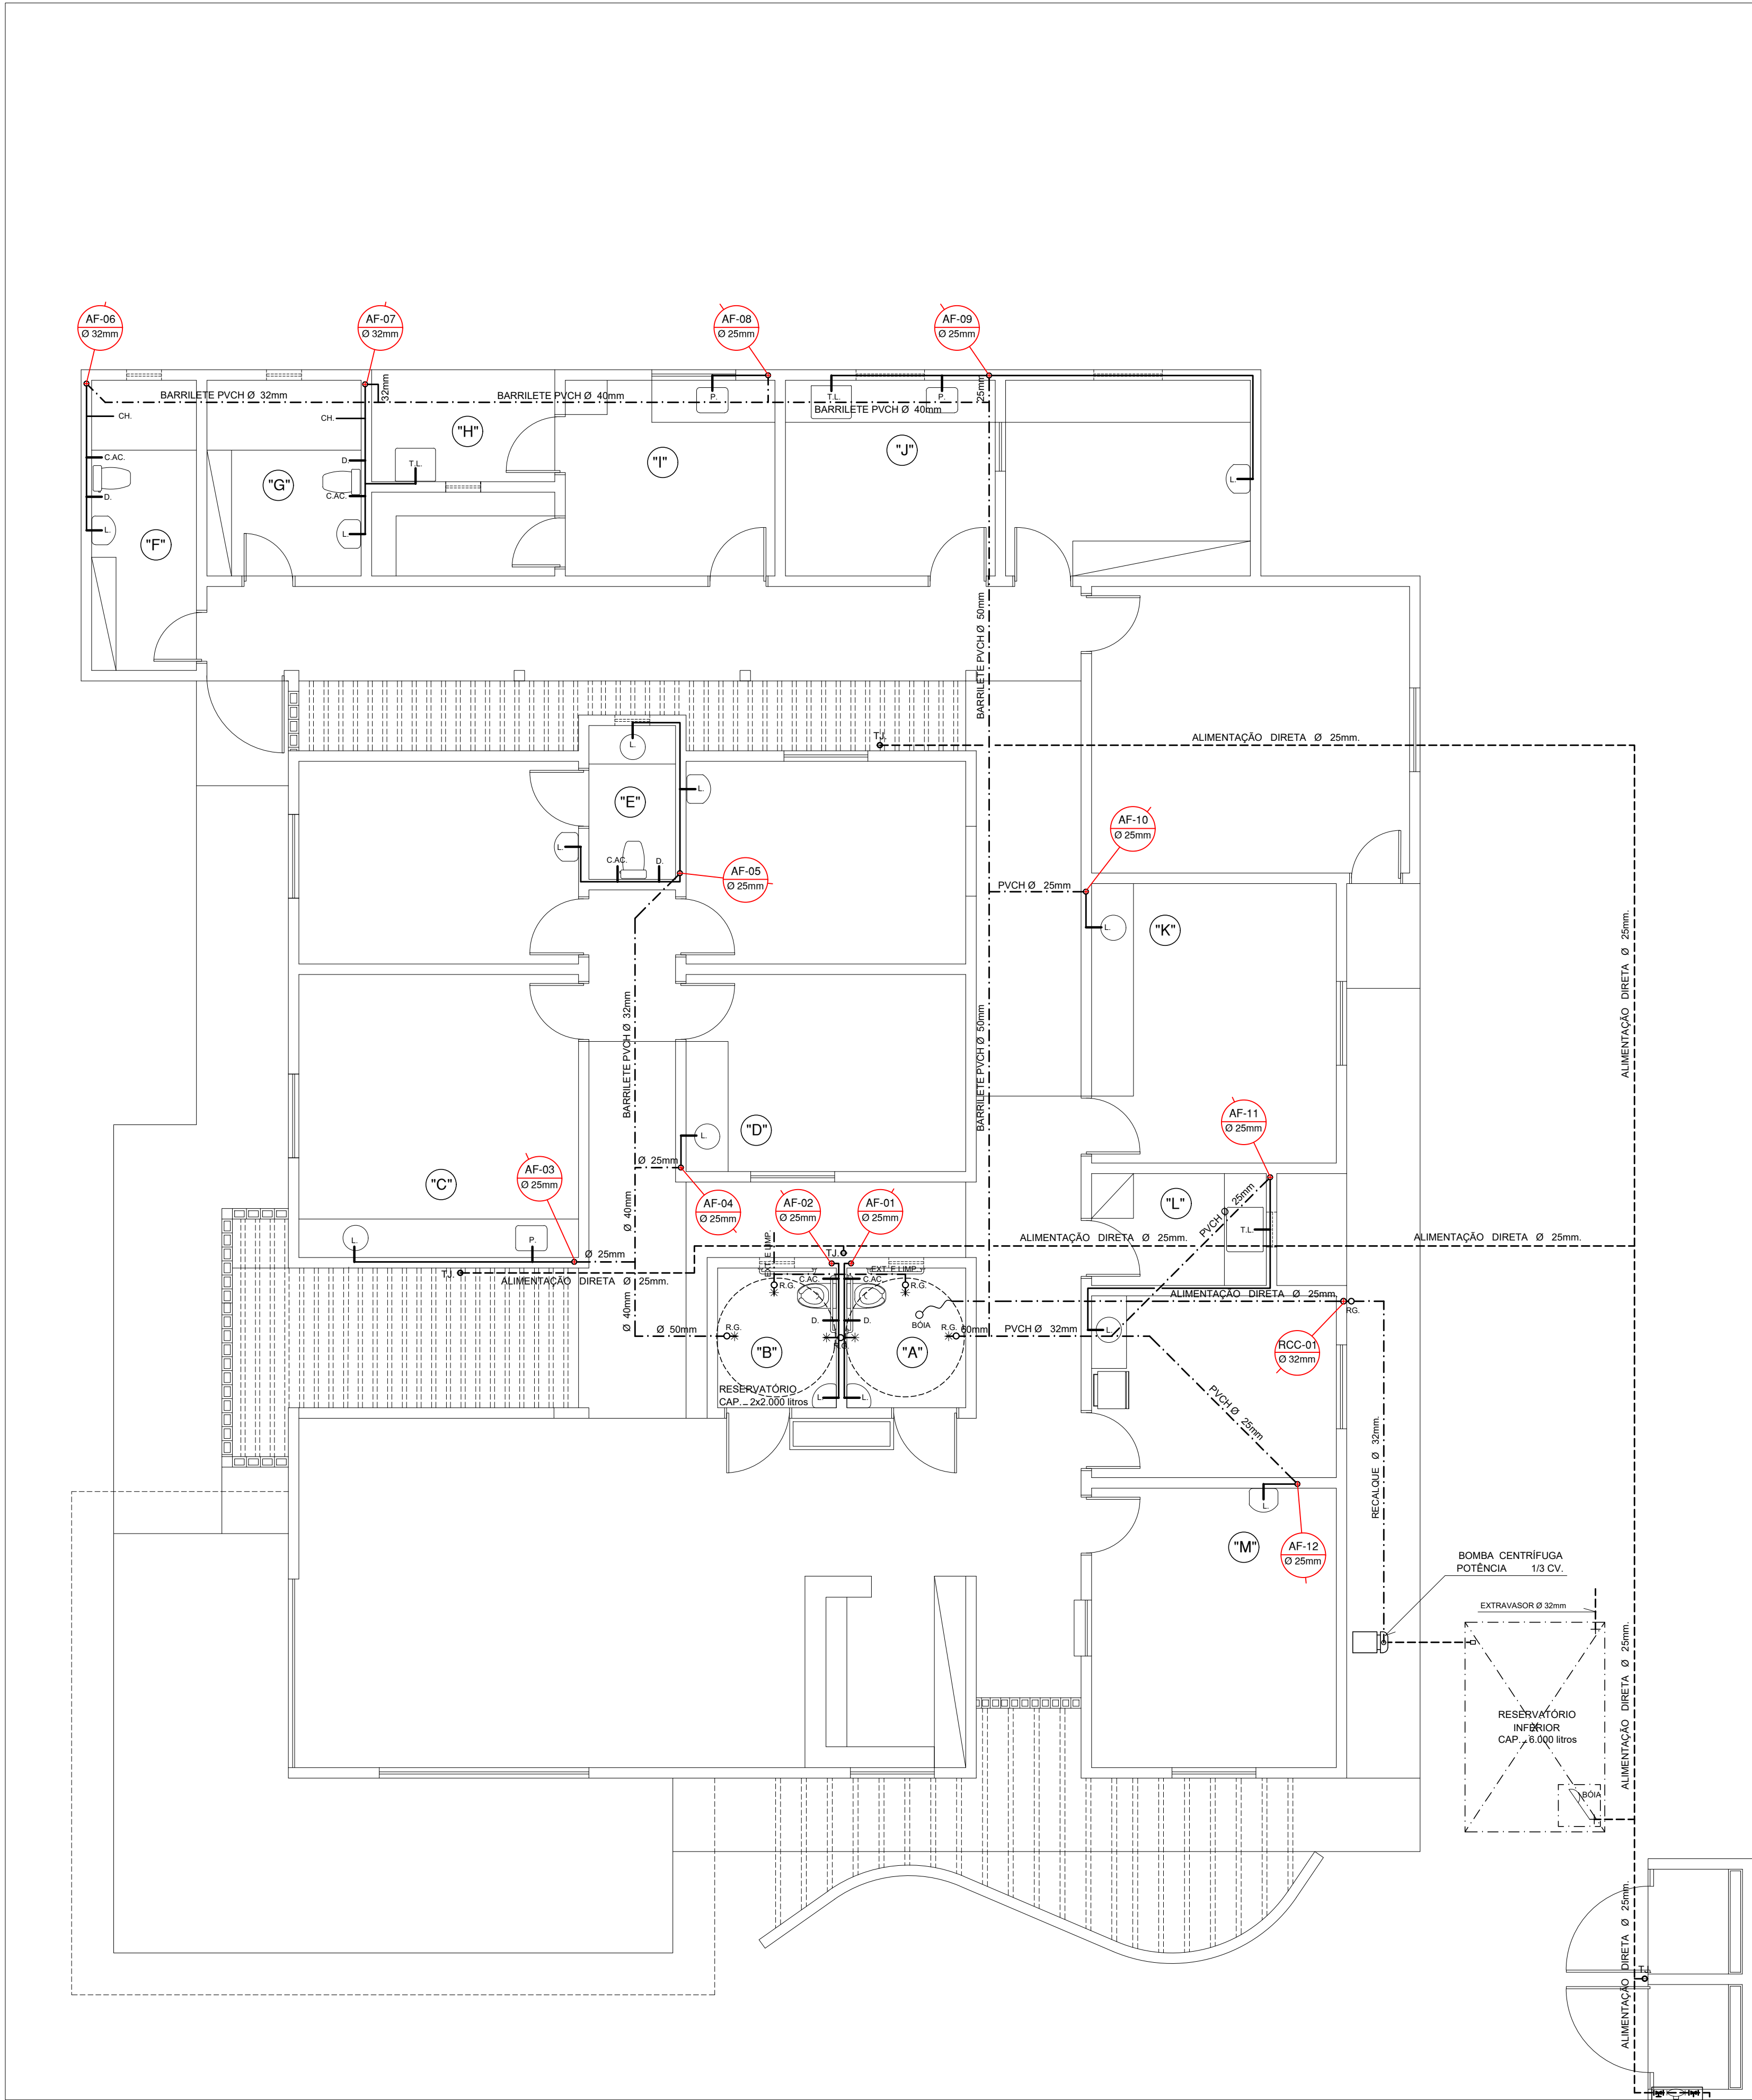 AF-06
Ø 32mm
AF-07
Ø 32mm
AF-08
Ø 25mm
AF-09
Ø 25mm
BARRILETE PVCH Ø 32mm
32mm
BARRILETE PVCH Ø 40mm
P.
T.L.
P.
25mm
BARRILETE PVCH Ø 40mm
CH.
CH.
"H"
"I"
"J"
C.AC.
D.
T.L.
L.
"G"
D.
C.AC.
L.
L.
"F"
BARRILETE PVCH Ø 50mm
T.J.
ALIMENTAÇÃO DIRETA Ø 25mm.
L.
L.
"E"
L.
C.AC.
D.
AF-05
Ø 25mm
AF-10
Ø 25mm
PVCH Ø 25mm
L.
"K"
ALIMENTAÇÃO DIRETA Ø 25mm.
BARRILETE PVCH Ø 32mm
BARRILETE PVCH Ø 50mm
L.
"D"
AF-11
Ø 25mm
Ø 25mm
AF-03
Ø 25mm
"C"
Ø 40mm
AF-04
Ø 25mm
AF-02
Ø 25mm
AF-01
Ø 25mm
PVCH Ø 25mm
"L"
T.L.
L.
P.
Ø 25mm
EXT. E LIMP.
T.J.
ALIMENTAÇÃO DIRETA Ø 25mm.
ALIMENTAÇÃO DIRETA Ø 25mm.
T.J.
ALIMENTAÇÃO DIRETA Ø 25mm.
C.AC.
C.AC.
EXT. E LIMP.
R.G.
R.G.
ALIMENTAÇÃO DIRETA Ø 25mm.
RG.
Ø 40mm
Ø 50mm
R.G.
D.
D.
BÓIA
R.G.
60mm
PVCH Ø 32mm
L.
"B"
"A"
RCC-01
Ø 32mm
RESERVATÓRIO
CAP... 2x2.000 litros
L.
L.
PVCH Ø 25mm
RECALQUE Ø 32mm.
L.
"M"
AF-12
Ø 25mm
BOMBA CENTRÍFUGA
POTÊNCIA 1/3 CV.
EXTRAVASOR Ø 32mm
ALIMENTAÇÃO DIRETA Ø 25mm.
RESERVATÓRIO
INFERIOR
CAP... 6.000 litros
BÓIA
ALIMENTAÇÃO DIRETA Ø 25mm.
T.J.